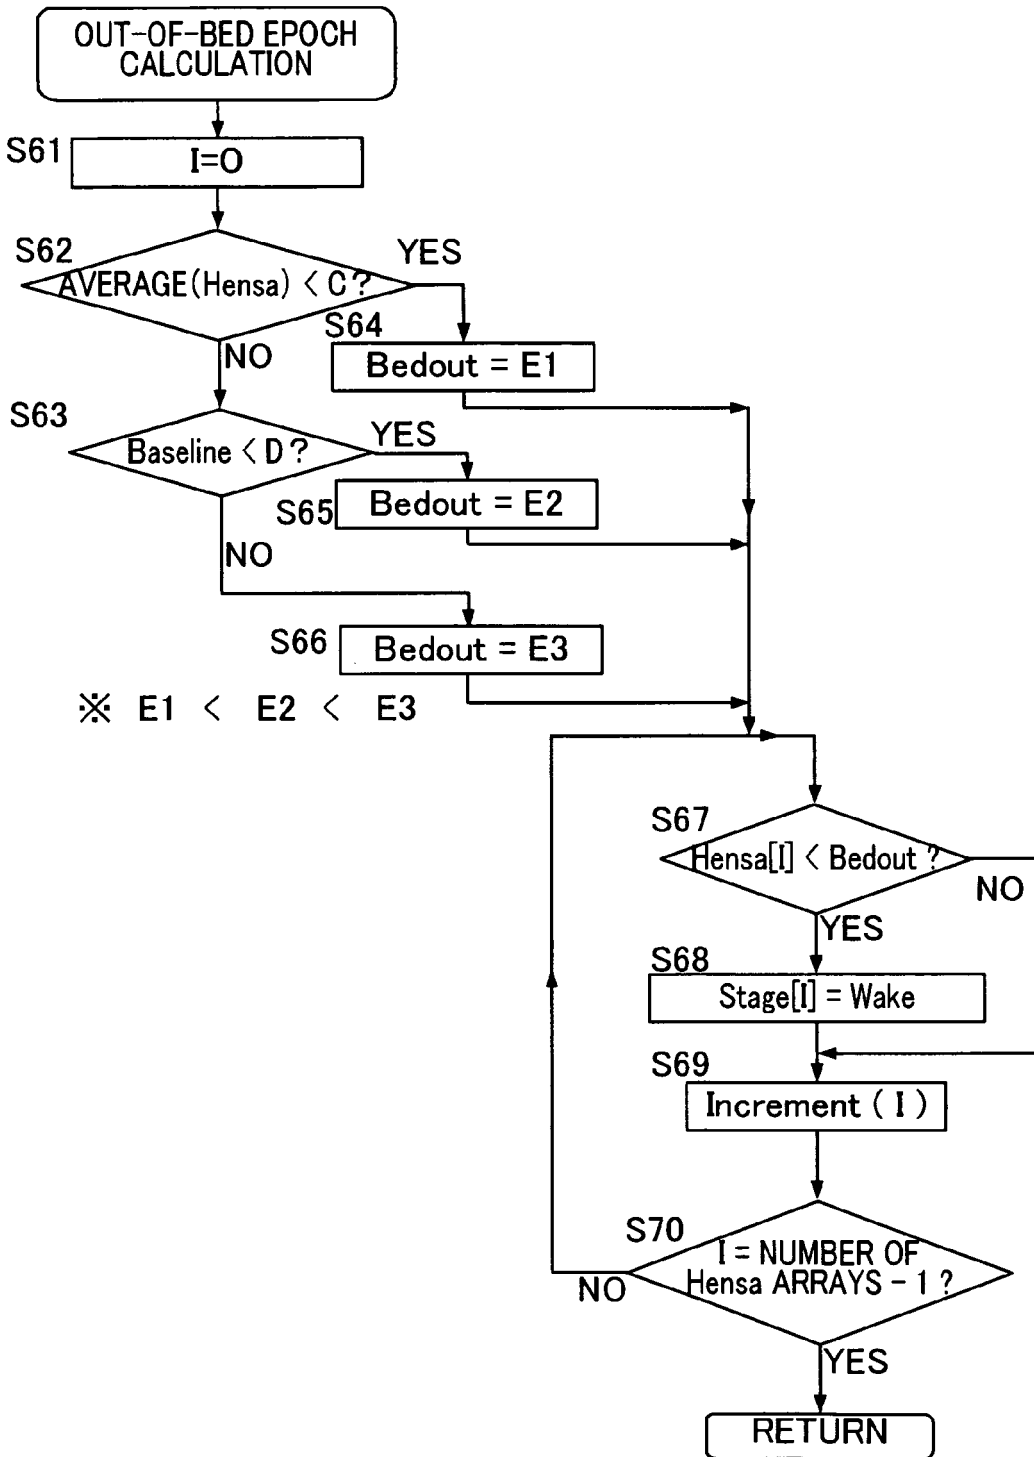 OUT-OF-BED EPOCH
CALCULATION
S61
I=O
S62
AVERAGE(Hensa) < C?
YES
NO
S64
Bedout = E1
S63
Baseline < D?
YES
NO
S65
Bedout = E2
S66
Bedout = E3
※ E1 < E2 < E3
S67
Hensa[I] < Bedout ?
NO
YES
S68
Stage[I] = Wake
S69
Increment ( I )
S70
I = NUMBER OF
Hensa ARRAYS - 1 ?
NO
YES
RETURN